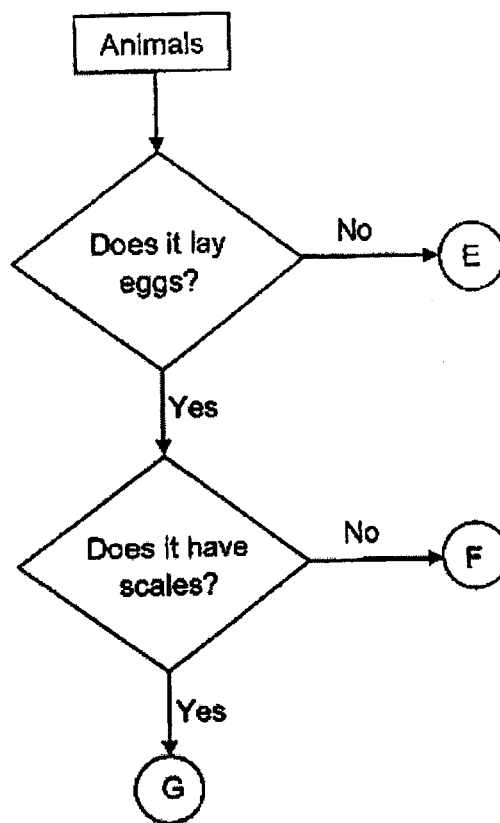 Animals
Does it lay
eggs?
No
E
Yes
Does it have
scales?
No
F
Yes
G